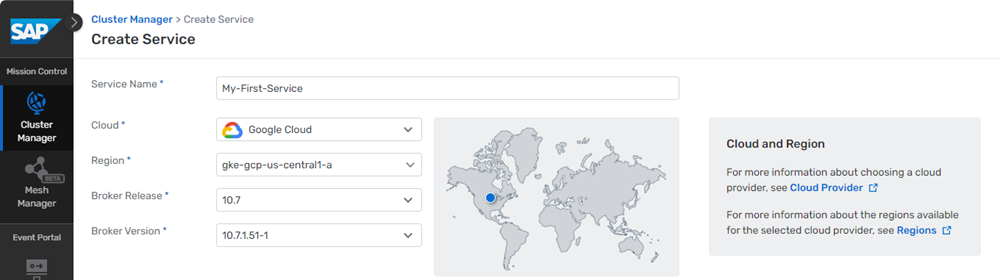 SAP
Cluster Manager > Create Service
Create Service
Mission Control
Cluster
Manager
BETA
Mesh
Manager
Event Portal
Service Name *
My-First-Service
Cloud *
Google Cloud
Region *
gke-gcp-us-central1-a
Broker Release *
10.7
Broker Version *
10.7.1.51-1
Cloud and Region
For more information about choosing a cloud
provider, see Cloud Provider
For more information about the regions available
for the selected cloud provider, see Regions